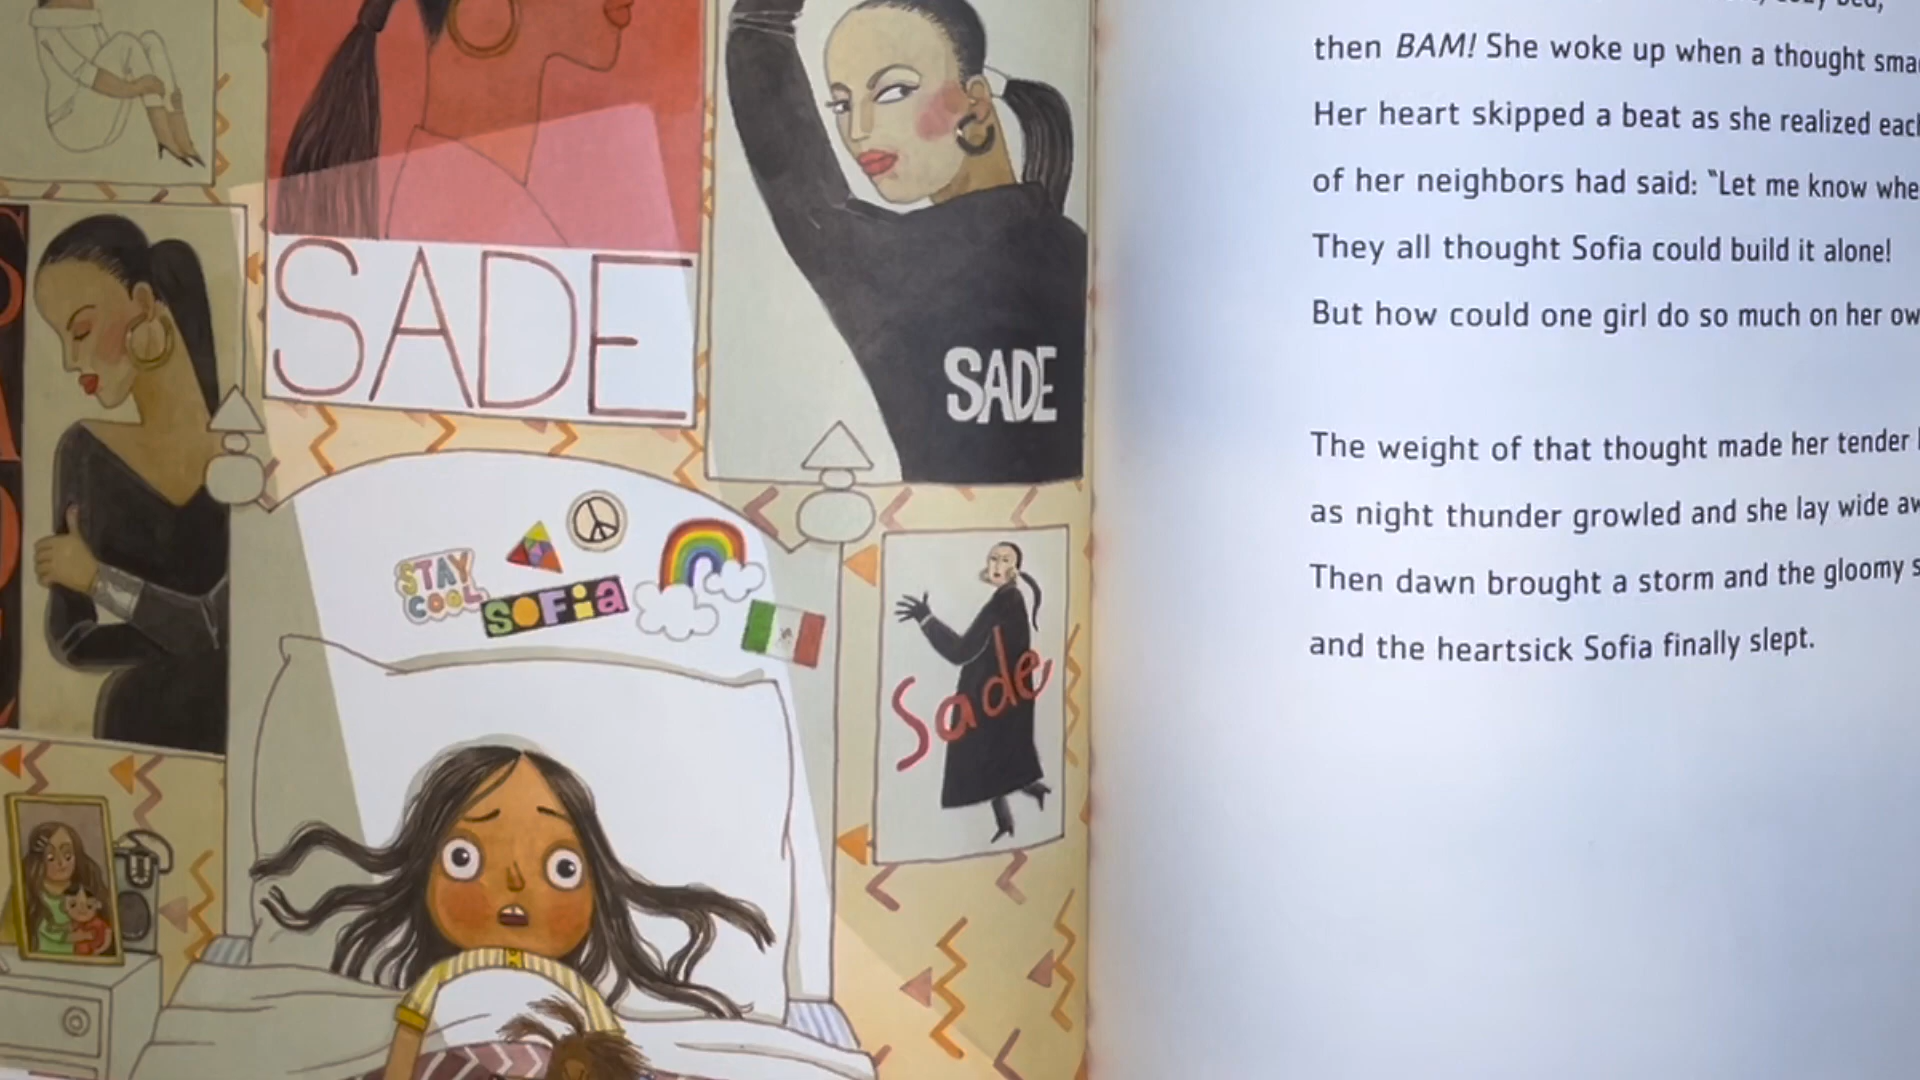 SADE
SADE
STAY
COOL
SOFiA
Sade
then BAM! She woke up when a thought
Her heart skipped a beat as she realized
of her neighbors had said: "Let me know
They all thought Sofia could build it alone!
But how could one girl do so much on her
The weight of that thought made her tender
as night thunder growled and she lay wide
Then dawn brought a storm and the gloomy
and the heartsick Sofia finally slept.